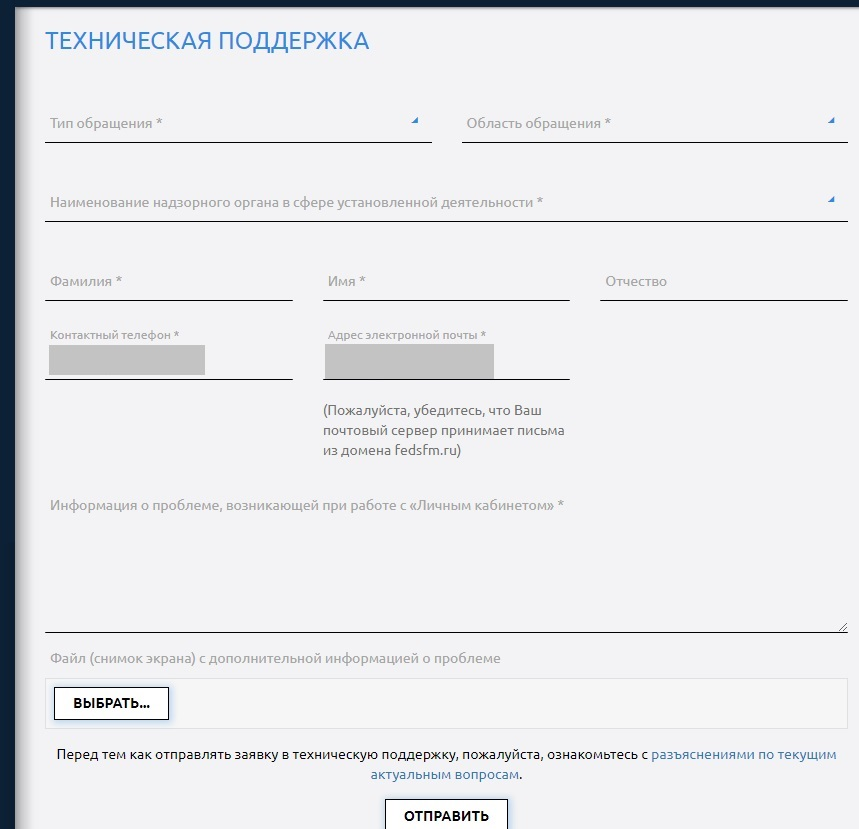 ТЕХНИЧЕСКАЯ ПОДДЕРЖКА
Тип обращения *
Область обращения *
Наименование надзорного органа в сфере установленной деятельности *
Фамилия *
Имя *
Отчество
Контактный телефон *
Адрес электронной почты *
(Пожалуйста, убедитесь, что Ваш
почтовый сервер принимает письма
из домена fedsfm.ru)
Информация о проблеме, возникающей при работе с «Личным кабинетом» *
Файл (снимок экрана) с дополнительной информацией о проблеме
ВЫБРАТЬ...
Перед тем как отправлять заявку в техническую поддержку, пожалуйста, ознакомьтесь с разъяснениями по текущим
актуальным вопросам.
ОТПРАВИТЬ